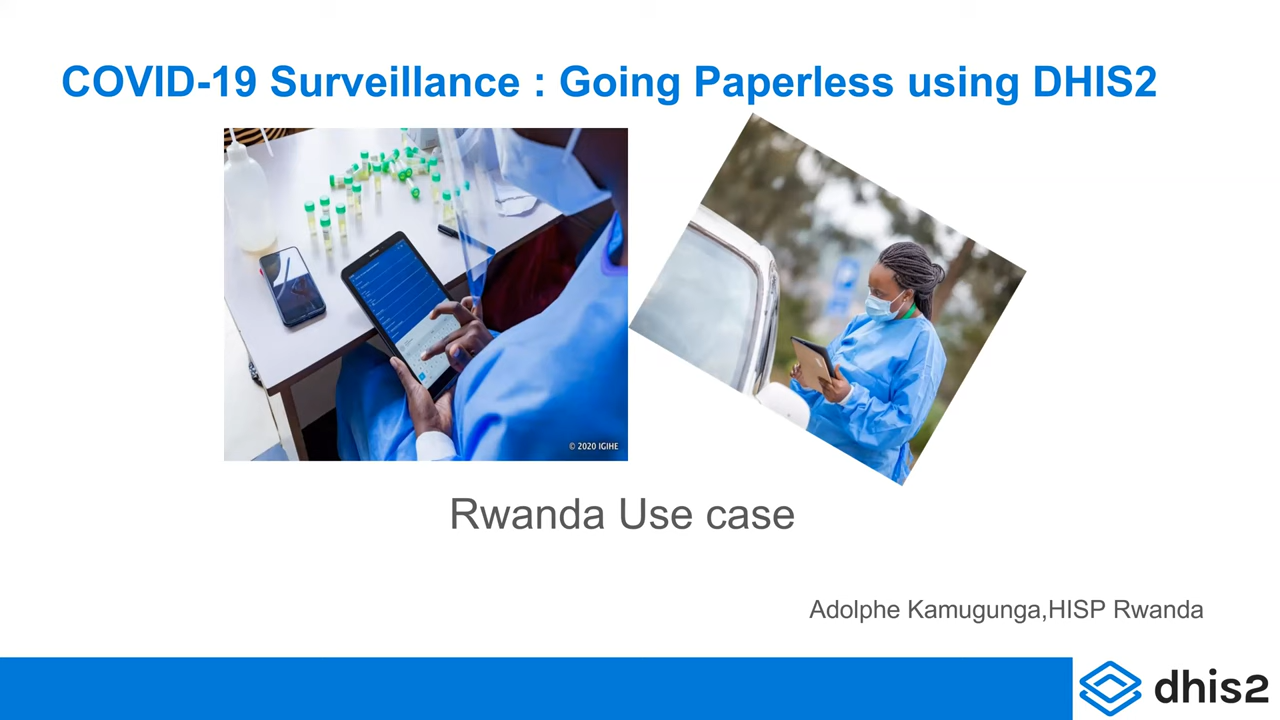 COVID-19 Surveillance : Going Paperless using DHIS2
© 2020 IGIHE
Rwanda Use case
Adolphe Kamugunga,HISP Rwanda
dhis2